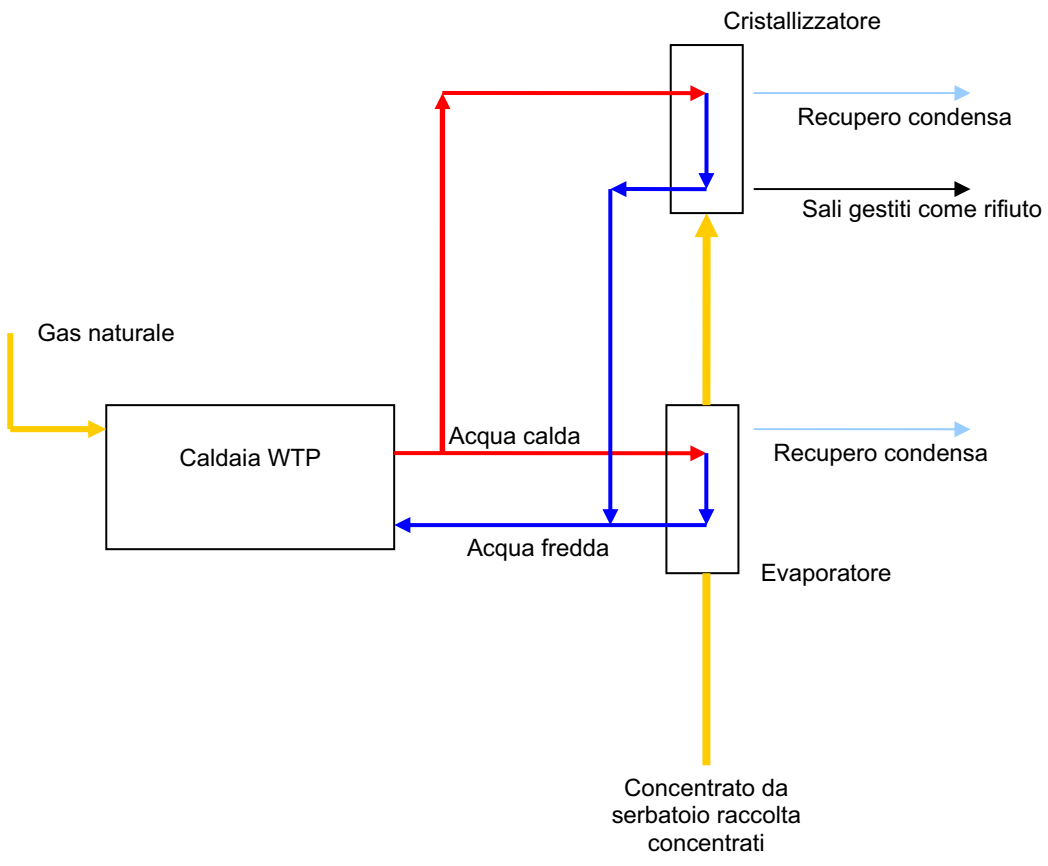 Cristallizzatore
Recupero condensa
Sali gestiti come rifiuto
Gas naturale
Acqua calda
Caldaia WTP
Recupero condensa
Acqua fredda
Evaporatore
Concentrato da
serbatoio raccolta
concentrati